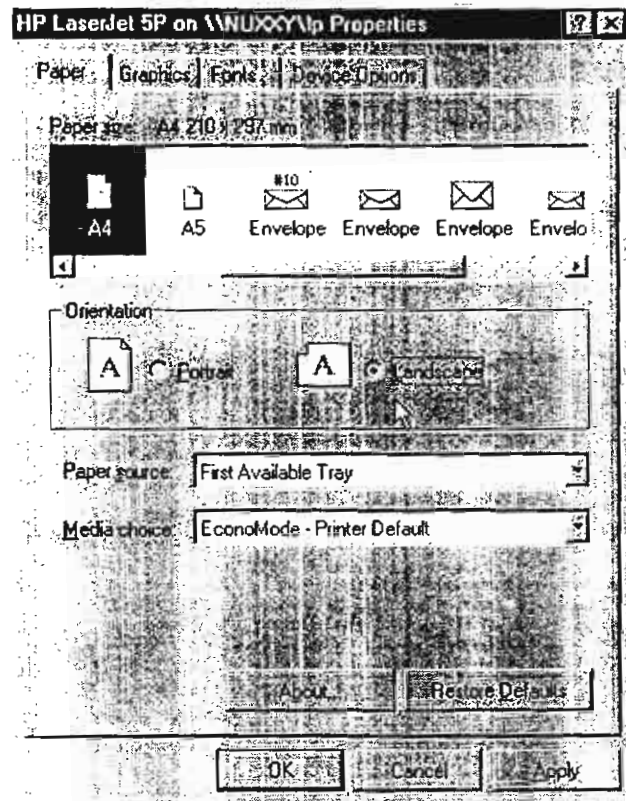 HP LaserJet 5P on \\NUXXY\lp Properties
Paper Graphics Fonts Device Options
Paper size: A4 210 x 297 mm
#10
A4 A5 Envelope Envelope Envelope Envelo
Orientation
A Portrait A Landscape
Paper source: First Available Tray
Media choice: EconoMode - Printer Default
About... Restore Defaults
OK Cancel Apply